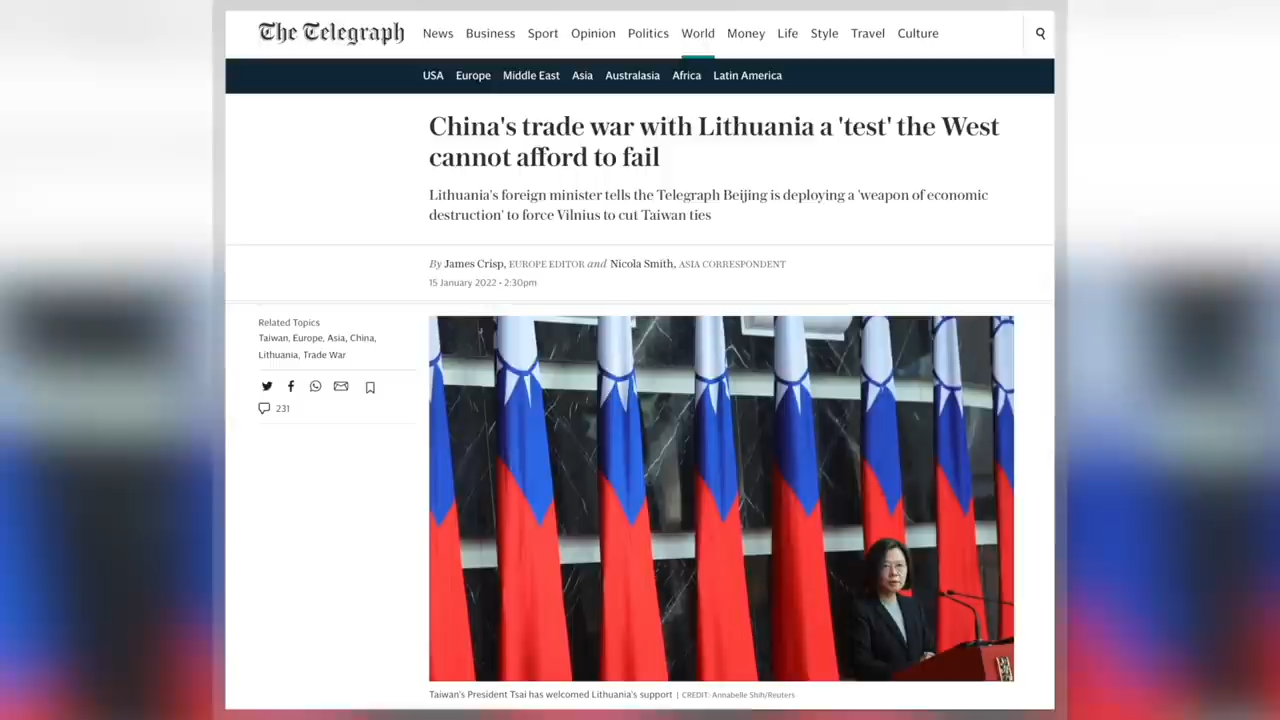 The Telegraph
News Business Sport Opinion Politics World Money Life Style Travel Culture
USA Europe Middle East Asia Australasia Africa Latin America
China's trade war with Lithuania a 'test' the West
cannot afford to fail
Lithuania's foreign minister tells the Telegraph Beijing is deploying a 'weapon of economic
destruction' to force Vilnius to cut Taiwan ties
By James Crisp, EUROPE EDITOR and Nicola Smith, ASIA CORRESPONDENT
15 January 2022 • 2:30pm
Related Topics
Taiwan, Europe, Asia, China,
Lithuania, Trade War
231
Taiwan's President Tsai has welcomed Lithuania's support | CREDIT: Annabelle Shih/Reuters